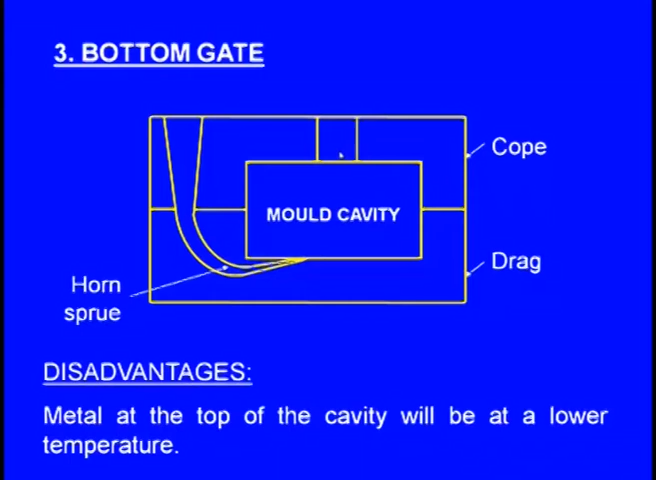 3. BOTTOM GATE
Cope
MOULD CAVITY
Drag
Horn
sprue
DISADVANTAGES:
Metal at the top of the cavity will be at a lower
temperature.